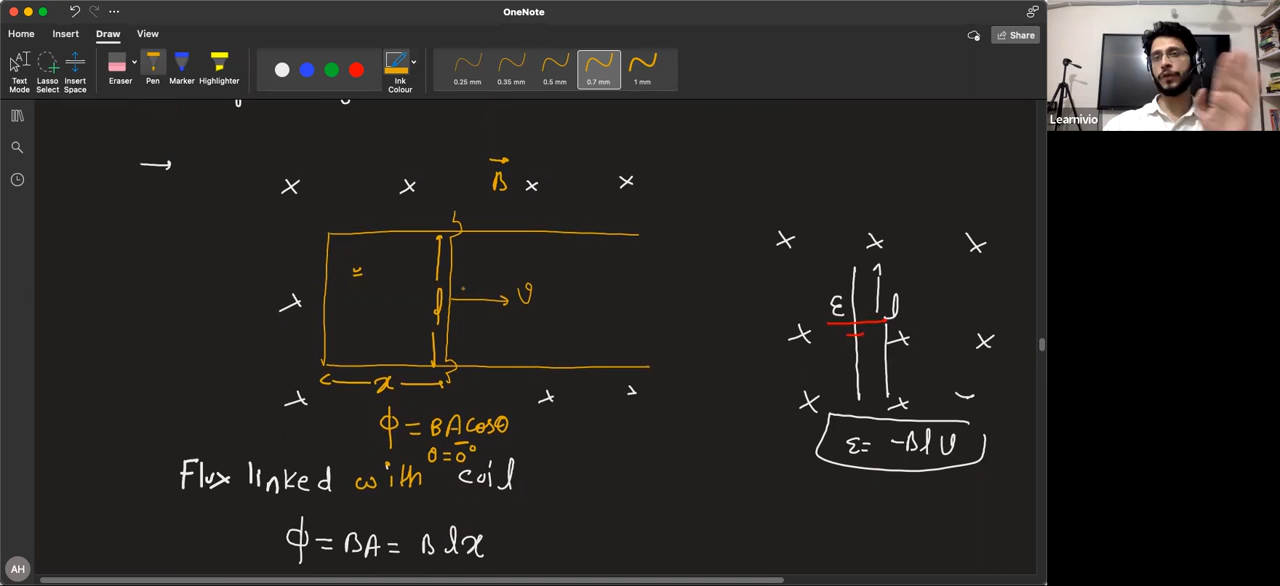 OneNote
Home Insert Draw View
Share
Text Mode
Lasso Select
Insert Space
Eraser
Pen
Marker
Highlighter
Ink Colour
0.25 mm
0.35 mm
0.5 mm
0.7 mm
1 mm
Learnivio
B
l
v
x
ε
l
ε = -Blv
ϕ = BA cosθ
θ = 0°
Flux linked with coil
ϕ = BA = Blx
AH